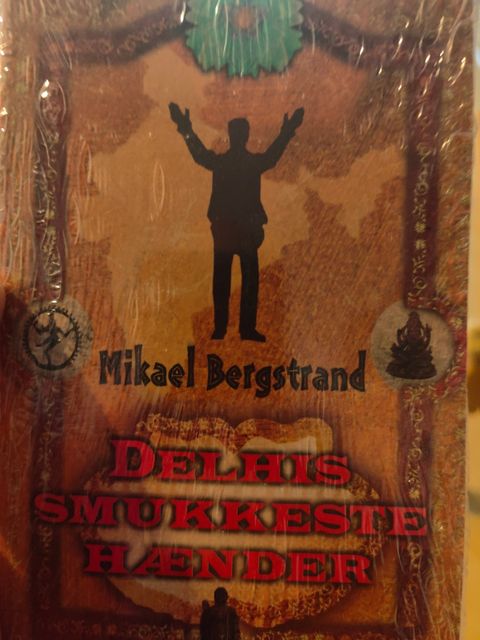 Mikael Bergstrand
DELHIS
SMUKKESTE
HÆNDER